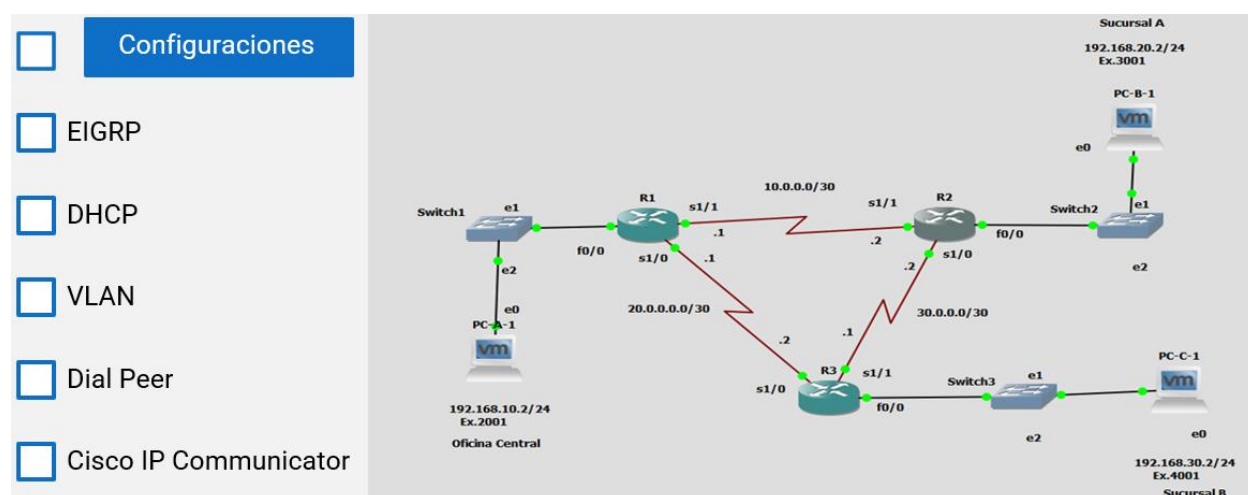 Configuraciones
EIGRP
DHCP
VLAN
Dial Peer
Cisco IP Communicator
Sucursal A
192.168.20.2/24
Ex.3001
PC-B-1
vm
e0
10.0.0.0/30
R1
s1/1
s1/1
R2
Switch1
e1
Switch2
e1
.1
.2
f0/0
f0/0
s1/0
.1
.2
s1/0
e2
e2
20.0.0.0/30
30.0.0.0/30
e0
PC-A-1
vm
.2
.1
R3
s1/1
s1/0
f0/0
Switch3
e1
PC-C-1
vm
192.168.10.2/24
Ex.2001
Oficina Central
e2
e0
192.168.30.2/24
Ex.4001
Sucursal B